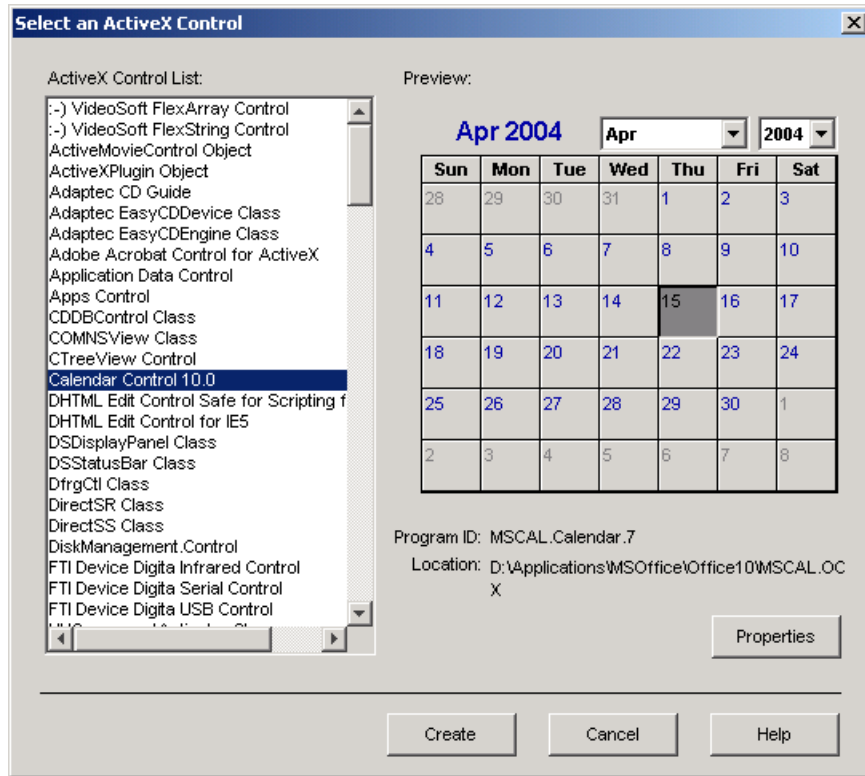 Select an ActiveX Control
ActiveX Control List:
:-) VideoSoft FlexArray Control
:-) VideoSoft FlexString Control
ActiveMovieControl Object
ActiveXPlugin Object
Adaptec CD Guide
Adaptec EasyCDDevice Class
Adaptec EasyCDEngine Class
Adobe Acrobat Control for ActiveX
Application Data Control
Apps Control
CDDBControl Class
COMNSView Class
CTreeView Control
Calendar Control 10.0
DHTML Edit Control Safe for Scripting f
DHTML Edit Control for IE5
DSDisplayPanel Class
DSStatusBar Class
DfrgCtl Class
DirectSR Class
DirectSS Class
DiskManagement.Control
FTI Device Digita Infrared Control
FTI Device Digita Serial Control
FTI Device Digita USB Control
Preview:
Apr 2004 Apr 2004
Sun Mon Tue Wed Thu Fri Sat
28 29 30 31 1 2 3
4 5 6 7 8 9 10
11 12 13 14 15 16 17
18 19 20 21 22 23 24
25 26 27 28 29 30 1
2 3 4 5 6 7 8
Program ID: MSCAL.Calendar.7
Location: D:\Applications\MSOffice\Office10\MSCAL.OC
X
Properties
Create Cancel Help